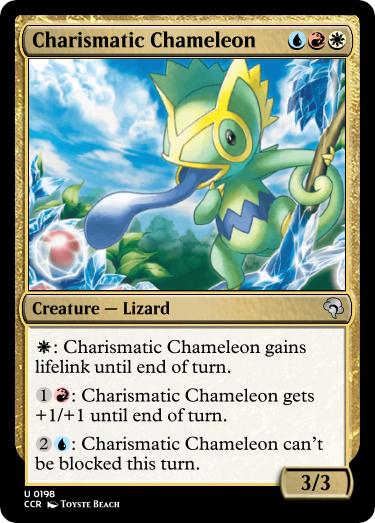 Charismatic Chameleon
Creature — Lizard
: Charismatic Chameleon gains
lifelink until end of turn.
1 : Charismatic Chameleon gets
+1/+1 until end of turn.
2 : Charismatic Chameleon can't
be blocked this turn.
3/3
U 0198
CCR Toyste Beach